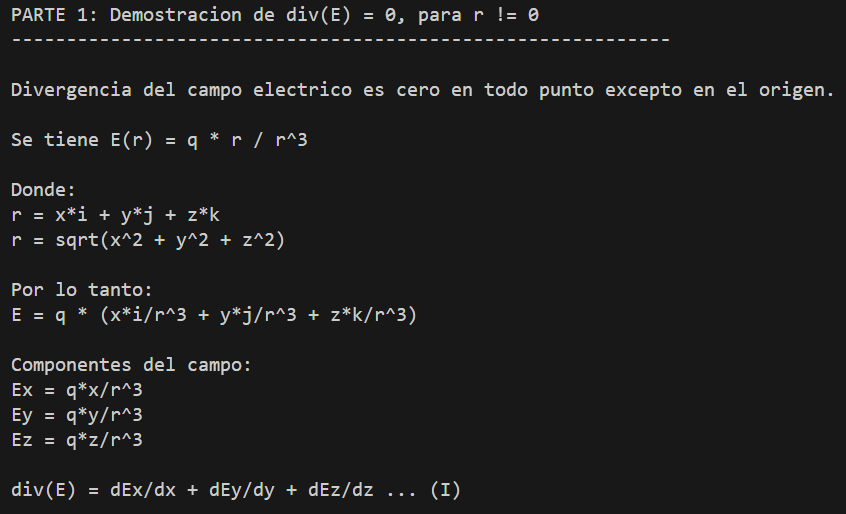 PARTE 1: Demostracion de div(E) = 0, para r != 0
------------------------------------------------------------
Divergencia del campo electrico es cero en todo punto excepto en el origen.
Se tiene E(r) = q * r / r^3
Donde:
r = x*i + y*j + z*k
r = sqrt(x^2 + y^2 + z^2)
Por lo tanto:
E = q * (x*i/r^3 + y*j/r^3 + z*k/r^3)
Componentes del campo:
Ex = q*x/r^3
Ey = q*y/r^3
Ez = q*z/r^3
div(E) = dEx/dx + dEy/dy + dEz/dz ... (I)